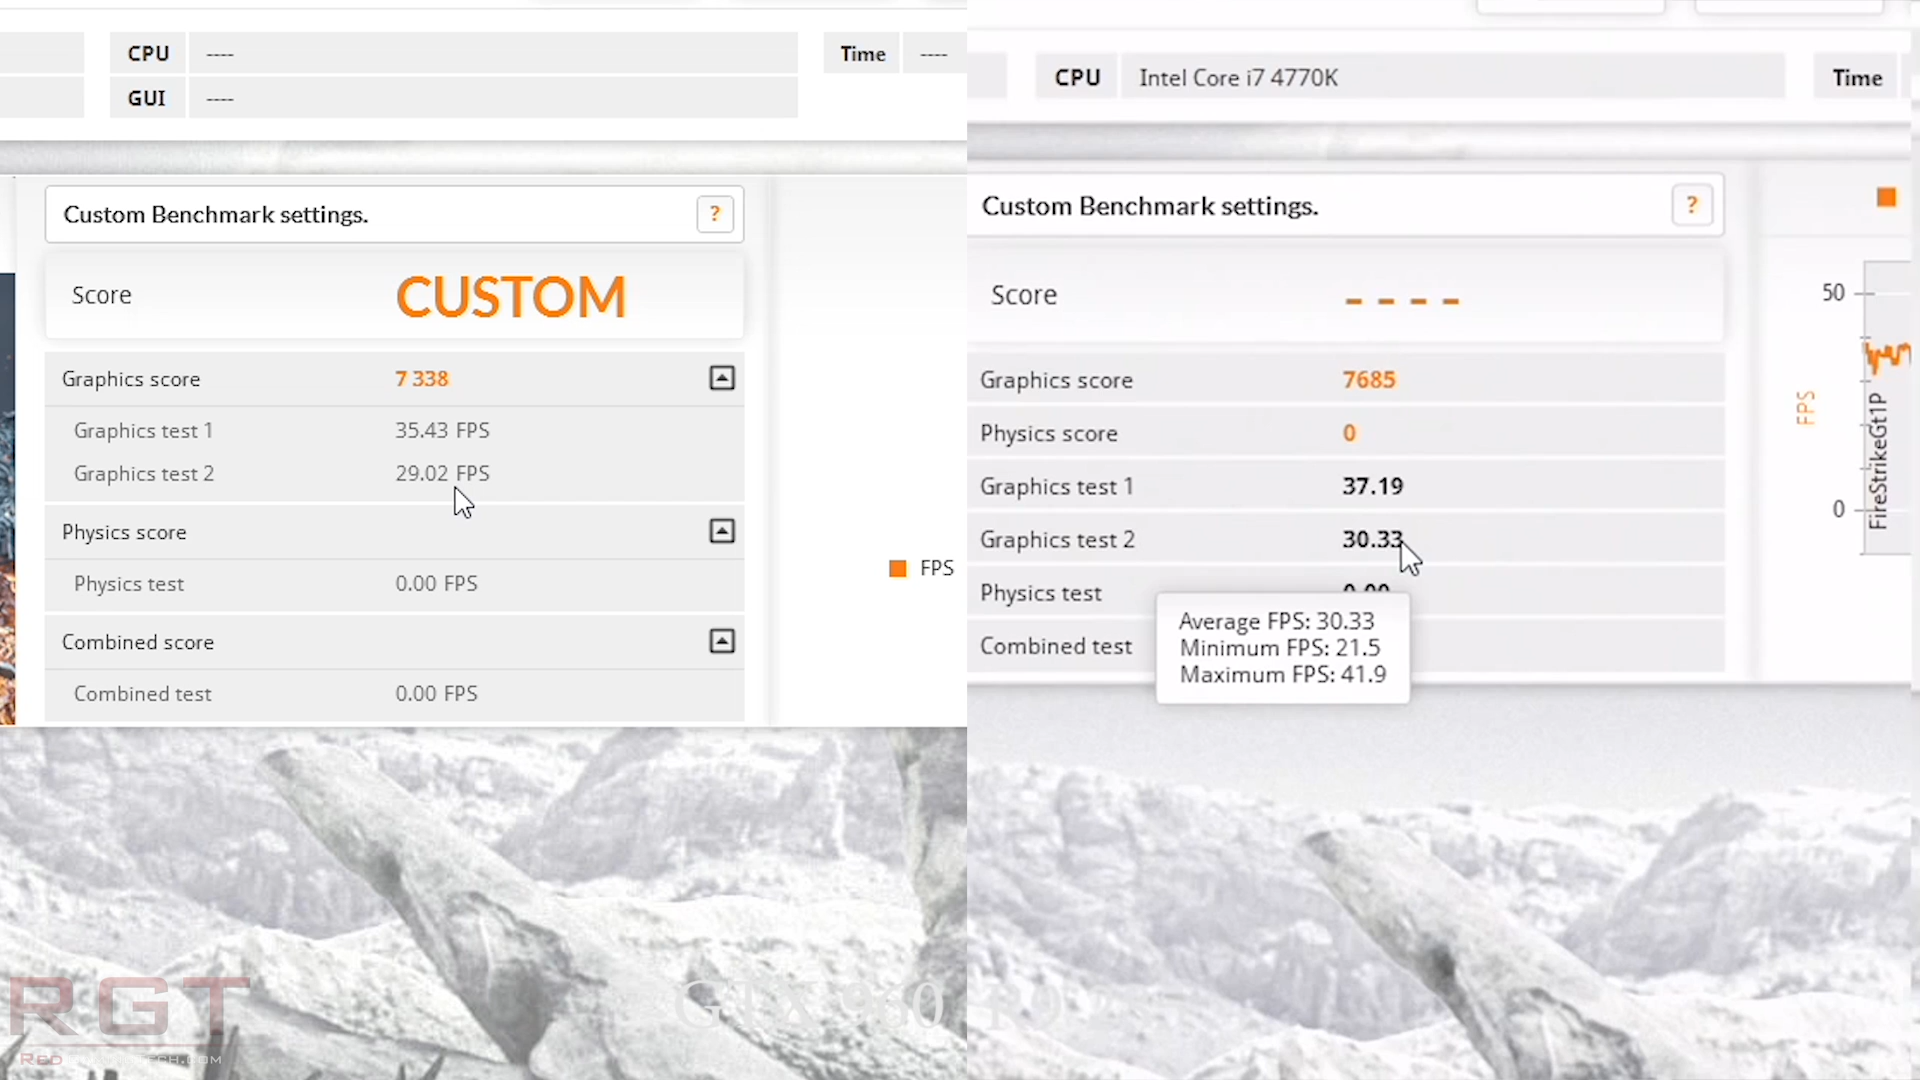 CPU ----
Time ----
GUI ----
Custom Benchmark settings. ?
Score CUSTOM
Graphics score 7 338
Graphics test 1 35.43 FPS
Graphics test 2 29.02 FPS
Physics score
Physics test 0.00 FPS
Combined score
Combined test 0.00 FPS
FPS
CPU Intel Core i7 4770K
Time
Custom Benchmark settings. ?
Score ----
Graphics score 7685
Physics score 0
Graphics test 1 37.19
Graphics test 2 30.33
Physics test 0.00
Combined test
Average FPS: 30.33
Minimum FPS: 21.5
Maximum FPS: 41.9
50
FPS
0
FireStrikeGt1P
RGT
GTX 960